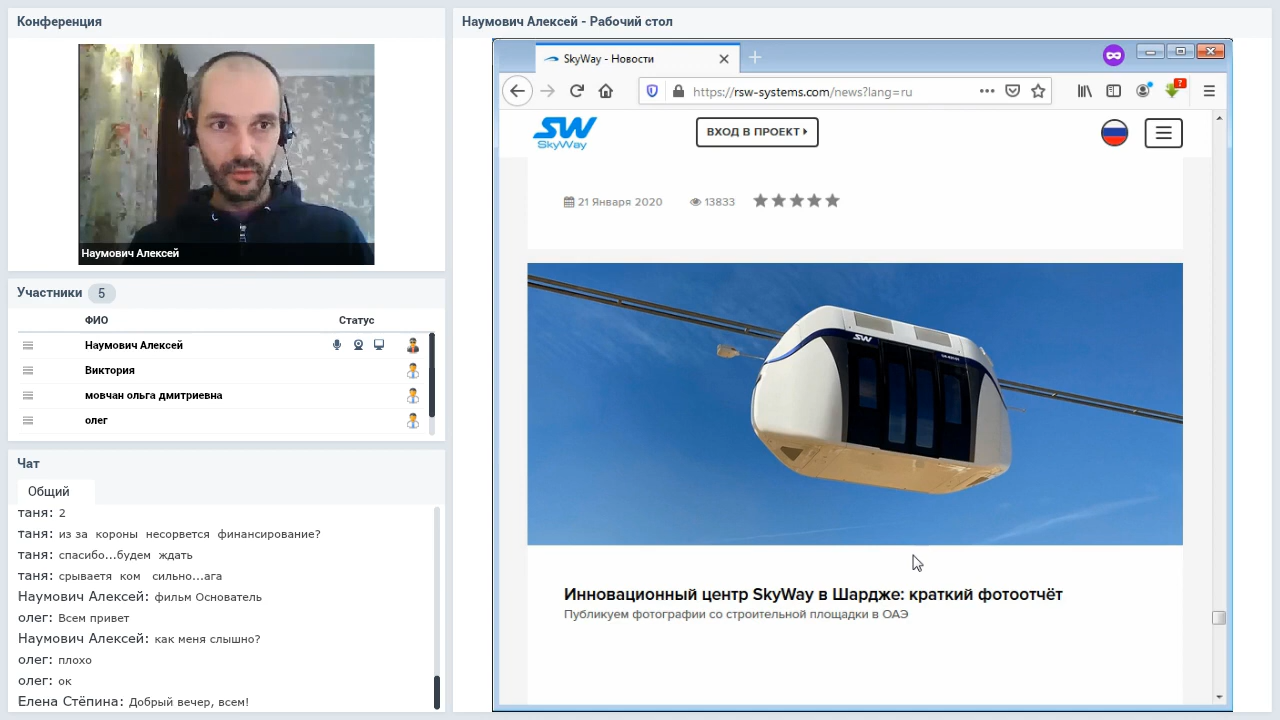 Конференция
Наумович Алексей
Участники 5
ФИО Статус
Наумович Алексей
Виктория
мовчан ольга дмитриевна
олег
Чат
Общий
таня: 2
таня: из за короны несорвется финансирование?
таня: спасибо...будем ждать
таня: срываетя ком сильно...ага
Наумович Алексей: фильм Основатель
олег: Всем привет
Наумович Алексей: как меня слышно?
олег: плохо
олег: ок
Елена Стёпина: Добрый вечер, всем!
Наумович Алексей - Рабочий стол
SkyWay - Новости
https://rsw-systems.com/news?lang=ru
SW
SkyWay
ВХОД В ПРОЕКТ
21 Января 2020 13833
SW
Инновационный центр SkyWay в Шардже: краткий фотоотчёт
Публикуем фотографии со строительной площадки в ОАЭ